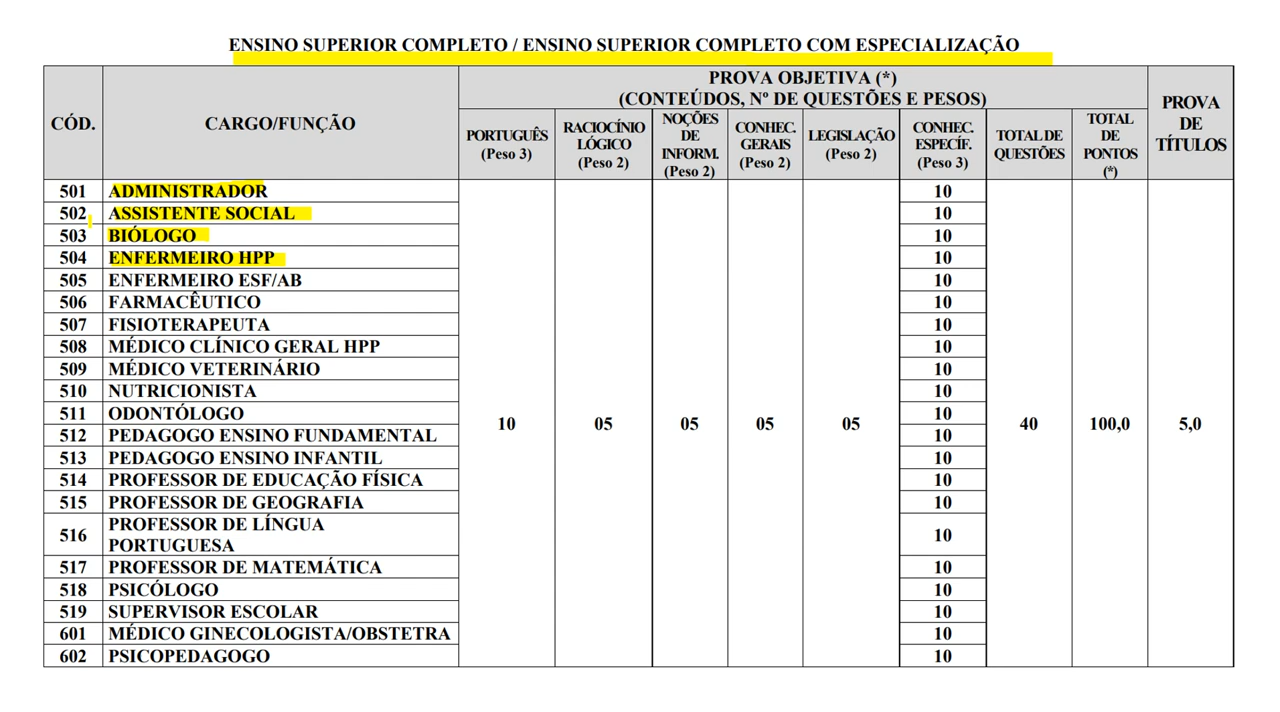 ENSINO SUPERIOR COMPLETO / ENSINO SUPERIOR COMPLETO COM ESPECIALIZAÇÃO
CÓD.
CARGO/FUNÇÃO
PROVA OBJETIVA (*)
(CONTEÚDOS, Nº DE QUESTÕES E PESOS)
PROVA
DE
TÍTULOS
PORTUGUÊS
(Peso 3)
RACIOCÍNIO
LÓGICO
(Peso 2)
NOÇÕES
DE
INFORM.
(Peso 2)
CONHEC.
GERAIS
(Peso 2)
LEGISLAÇÃO
(Peso 2)
CONHEC.
ESPECÍF.
(Peso 3)
TOTAL DE
QUESTÕES
TOTAL
DE
PONTOS
(*)
501 ADMINISTRADOR 10
502 ASSISTENTE SOCIAL 10
503 BIÓLOGO 10
504 ENFERMEIRO HPP 10
505 ENFERMEIRO ESF/AB 10
506 FARMACÊUTICO 10
507 FISIOTERAPEUTA 10
508 MÉDICO CLÍNICO GERAL HPP 10
509 MÉDICO VETERINÁRIO 10
510 NUTRICIONISTA 10
511 ODONTÓLOGO 10
10 05 05 05 05 40 100,0 5,0
512 PEDAGOGO ENSINO FUNDAMENTAL 10
513 PEDAGOGO ENSINO INFANTIL 10
514 PROFESSOR DE EDUCAÇÃO FÍSICA 10
515 PROFESSOR DE GEOGRAFIA 10
516 PROFESSOR DE LÍNGUA
PORTUGUESA 10
517 PROFESSOR DE MATEMÁTICA 10
518 PSICÓLOGO 10
519 SUPERVISOR ESCOLAR 10
601 MÉDICO GINECOLOGISTA/OBSTETRA 10
602 PSICOPEDAGOGO 10